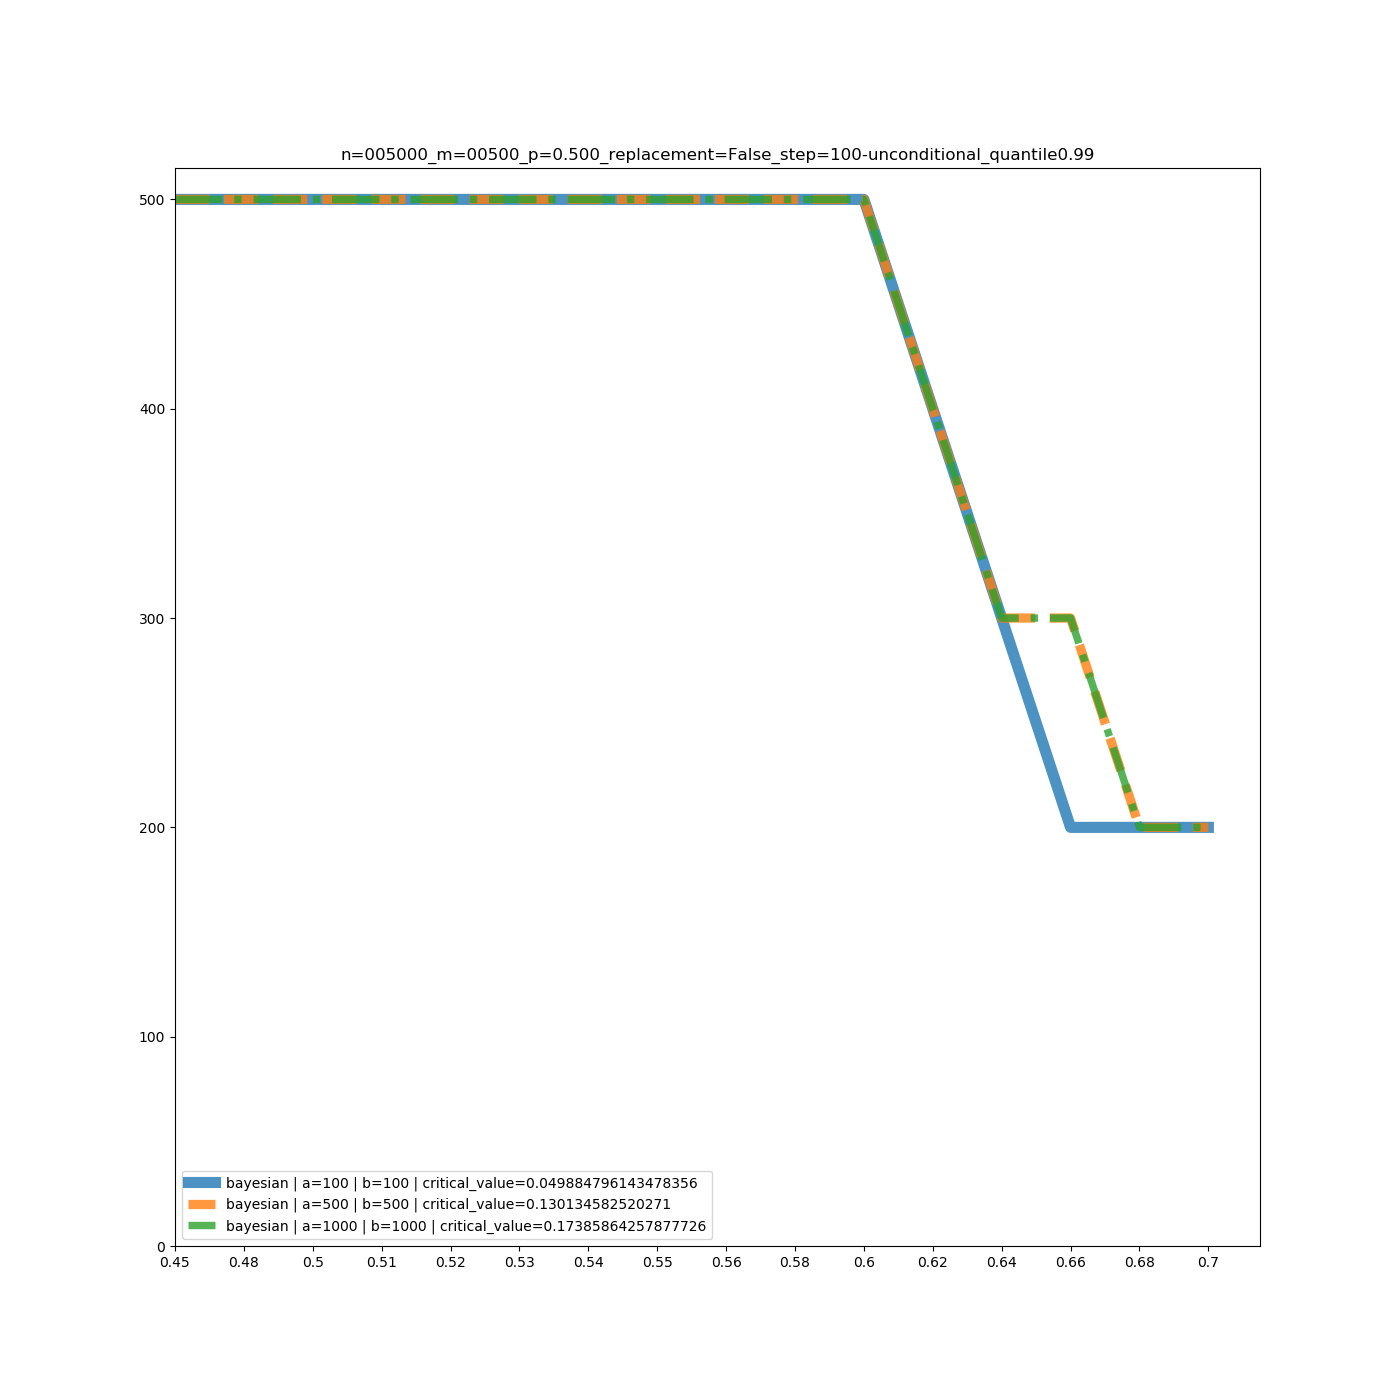 n=005000_m=00500_p=0.500_replacement=False_step=100-unconditional_quantile0.99
500
400
300
200
100
0
bayesian | a=100 | b=100 | critical_value=0.049884796143478356
bayesian | a=500 | b=500 | critical_value=0.130134582520271
bayesian | a=1000 | b=1000 | critical_value=0.17385864257877726
0.45 0.48 0.5 0.51 0.52 0.53 0.54 0.55 0.56 0.58 0.6 0.62 0.64 0.66 0.68 0.7